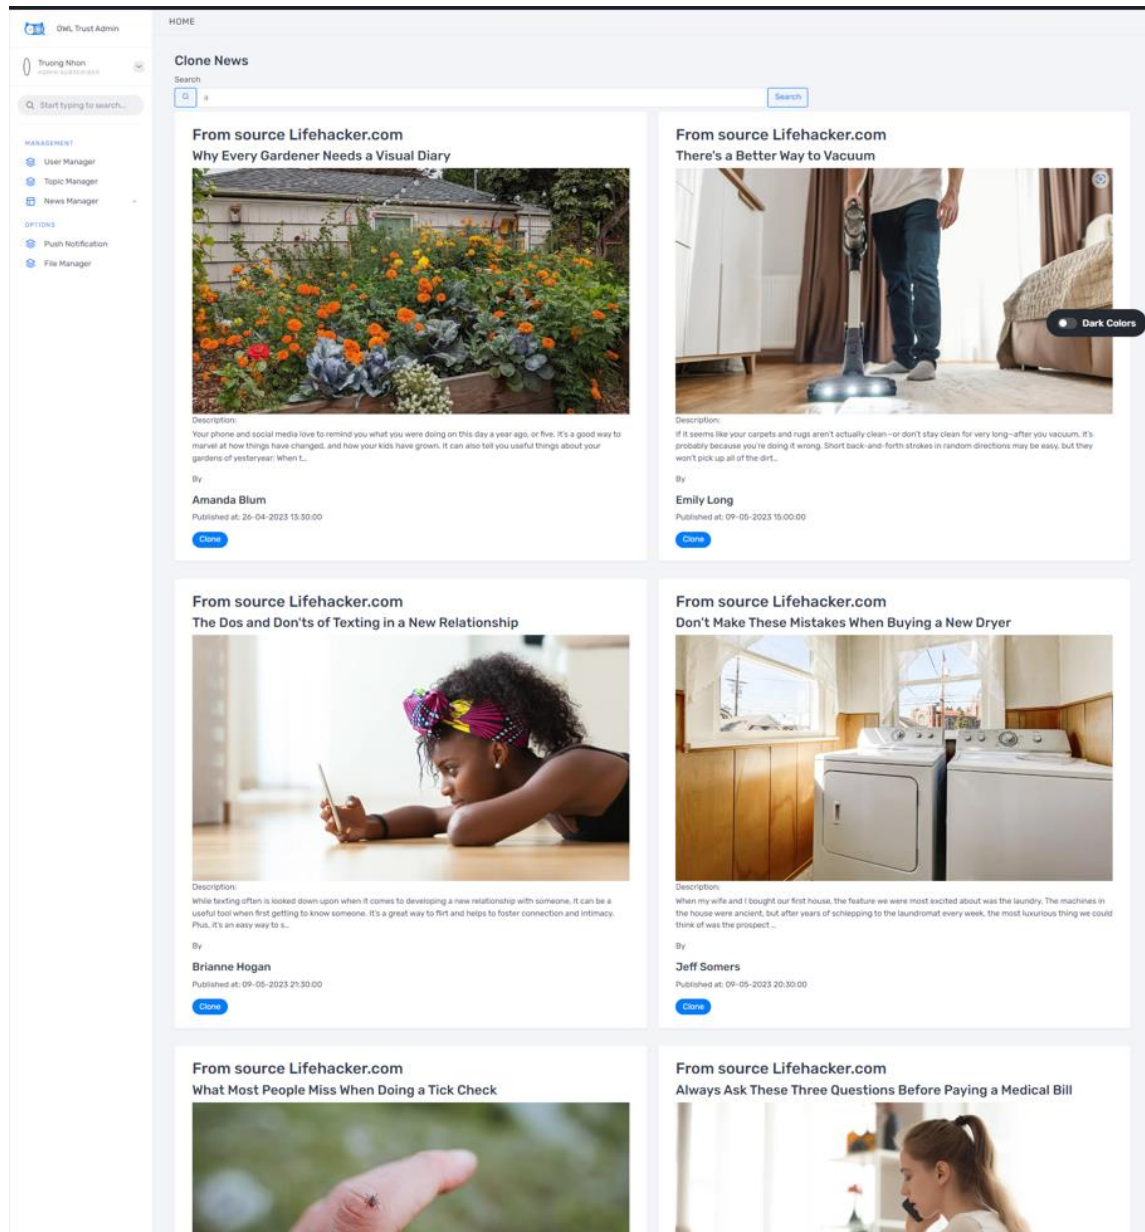 OWL Trust Admin
HOME
Truong Nhon
ADMIN SUBSCRIBER
Start typing to search...
MANAGEMENT
User Manager
Topic Manager
News Manager
OPTIONS
Push Notification
File Manager
Clone News
Search
a
Search
From source Lifehacker.com
Why Every Gardener Needs a Visual Diary
Description:
Your phone and social media love to remind you what you were doing on this day a year ago, or five. It's a good way to
marvel at how things have changed, and how your kids have grown. It can also tell you useful things about your
gardens of yesteryear: When t...
By
Amanda Blum
Published at: 26-04-2023 13:30:00
Clone
From source Lifehacker.com
There's a Better Way to Vacuum
Dark Colors
Description:
If it seems like your carpets and rugs aren't actually clean—or don't stay clean for very long—after you vacuum, it's
probably because you're doing it wrong. Short back-and-forth strokes in random directions may be easy, but they
won't pick up all of the dirt...
By
Emily Long
Published at: 09-05-2023 15:00:00
Clone
From source Lifehacker.com
The Dos and Don'ts of Texting in a New Relationship
Description:
While texting often is looked down upon when it comes to developing a new relationship with someone, it can be a
useful tool when first getting to know someone. It's a great way to flirt and helps to foster connection and intimacy.
Plus, it's an easy way to s...
By
Brianne Hogan
Published at: 09-05-2023 21:30:00
Clone
From source Lifehacker.com
Don't Make These Mistakes When Buying a New Dryer
Description:
When my wife and I bought our first house, the feature we were most excited about was the laundry. The machines in
the house were ancient, but after years of schlepping to the laundromat every week, the most luxurious thing we could
think of was the prospect ...
By
Jeff Somers
Published at: 09-05-2023 20:30:00
Clone
From source Lifehacker.com
What Most People Miss When Doing a Tick Check
From source Lifehacker.com
Always Ask These Three Questions Before Paying a Medical Bill